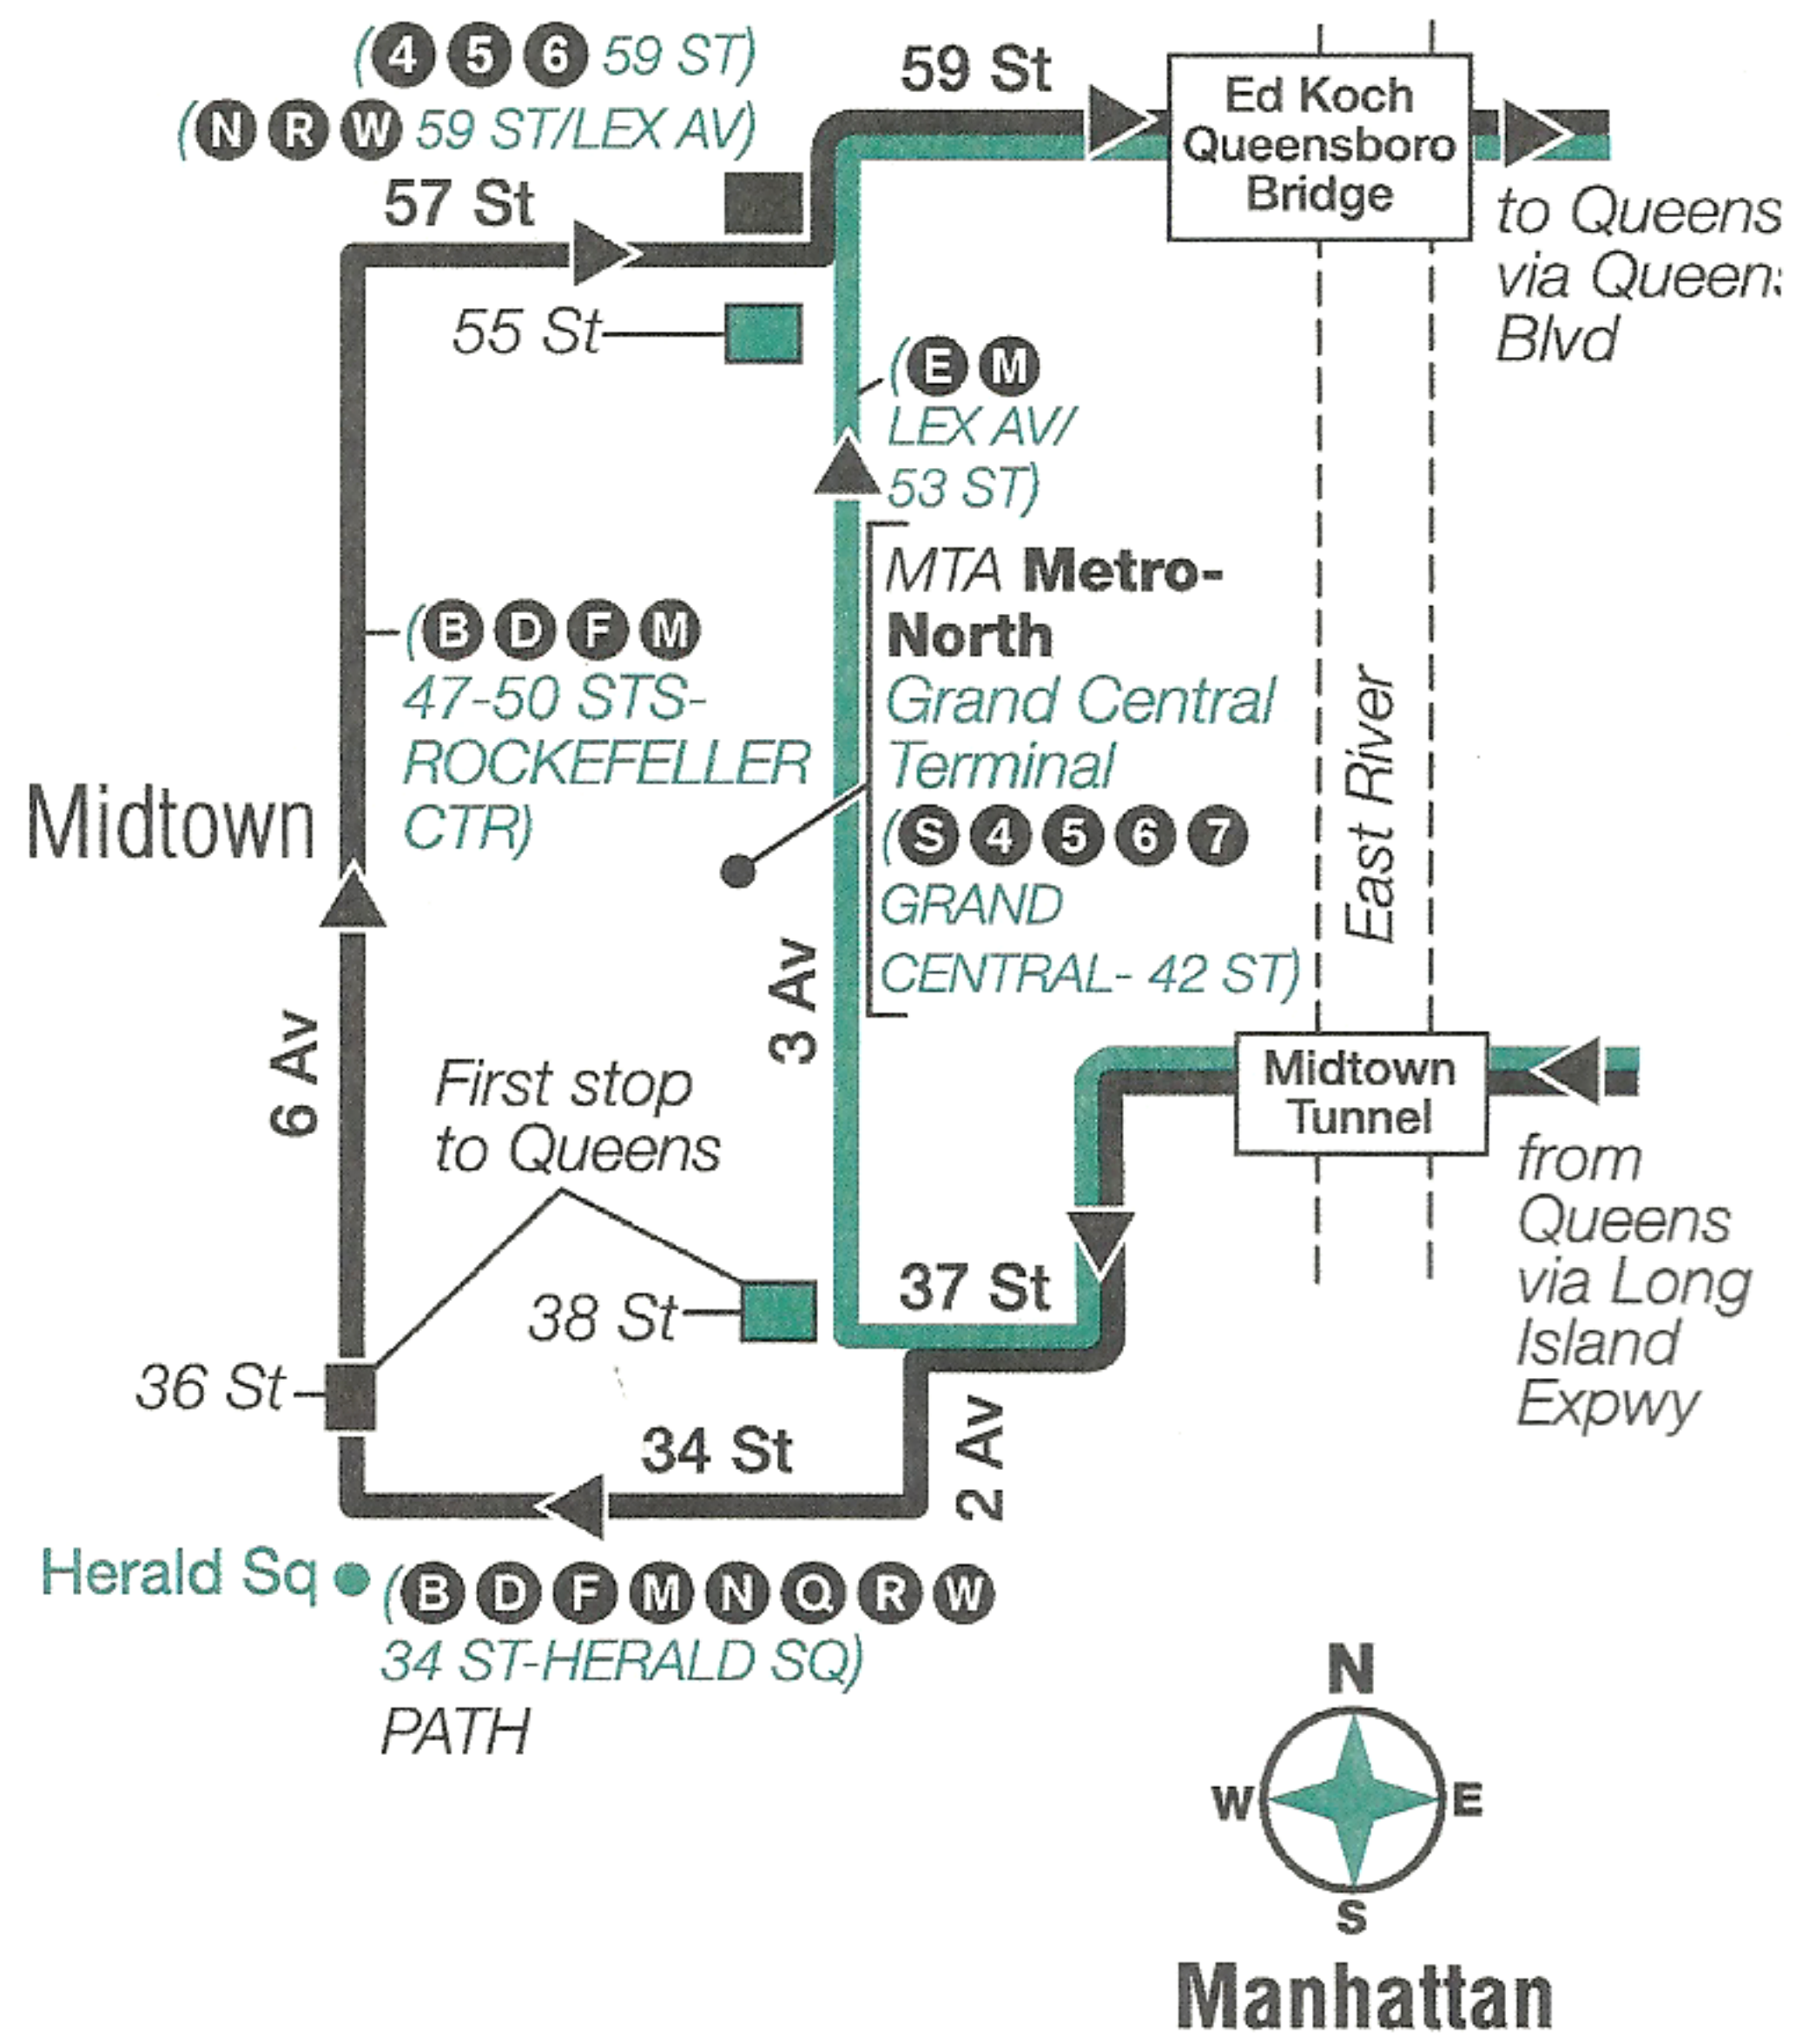 (4 5 6 59 ST)
(N R W 59 ST/LEX AV)
59 St
Ed Koch
Queensboro
Bridge
57 St
to Queens
via Queens
Blvd
55 St
(E M
LEX AV/
53 ST)
MTA Metro-
North
Grand Central
Terminal
(S 4 5 6 7
GRAND
CENTRAL- 42 ST)
(B D F M
47-50 STS-
ROCKEFELLER
CTR)
Midtown
East River
6 Av
3 Av
First stop
to Queens
Midtown
Tunnel
from
Queens
via Long
Island
Expwy
37 St
38 St
36 St
34 St
2 Av
Herald Sq
(B D F M N Q R W
34 ST-HERALD SQ)
PATH
N
W
E
S
Manhattan